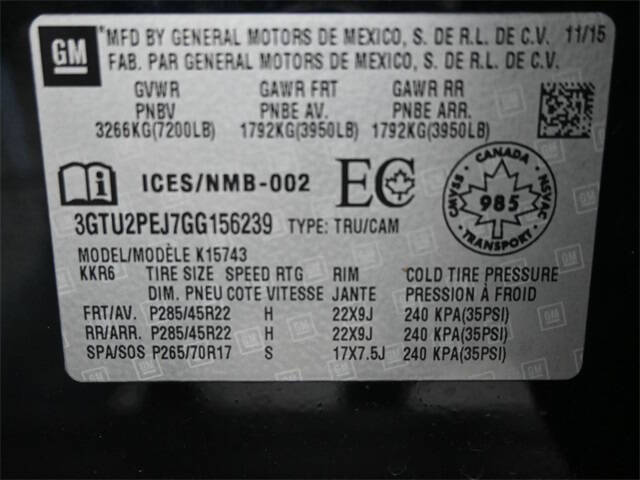 GM
*MFD BY GENERAL MOTORS DE MEXICO, S. DE R.L. DE C.V. 11/15
FAB. PAR GENERAL MOTORS DE MEXICO, S. DE R.L. DE C.V.
GVWR GAWR FRT GAWR RR
PNBV PNBE AV. PNBE ARR.
3266KG(7200LB) 1792KG(3950LB) 1792KG(3950LB)
ICES/NMB-002 EC
CANADA
CMVSS 985 NSVAC
TRANSPORT
3GTU2PEJ7GG156239 TYPE: TRU/CAM
MODEL/MODÈLE K15743
KKR6 TIRE SIZE SPEED RTG RIM COLD TIRE PRESSURE
DIM. PNEU COTE VITESSE JANTE PRESSION À FROID
FRT/AV. P285/45R22 H 22X9J 240 KPA(35PSI)
RR/ARR. P285/45R22 H 22X9J 240 KPA(35PSI)
SPA/SOS P265/70R17 S 17X7.5J 240 KPA(35PSI)